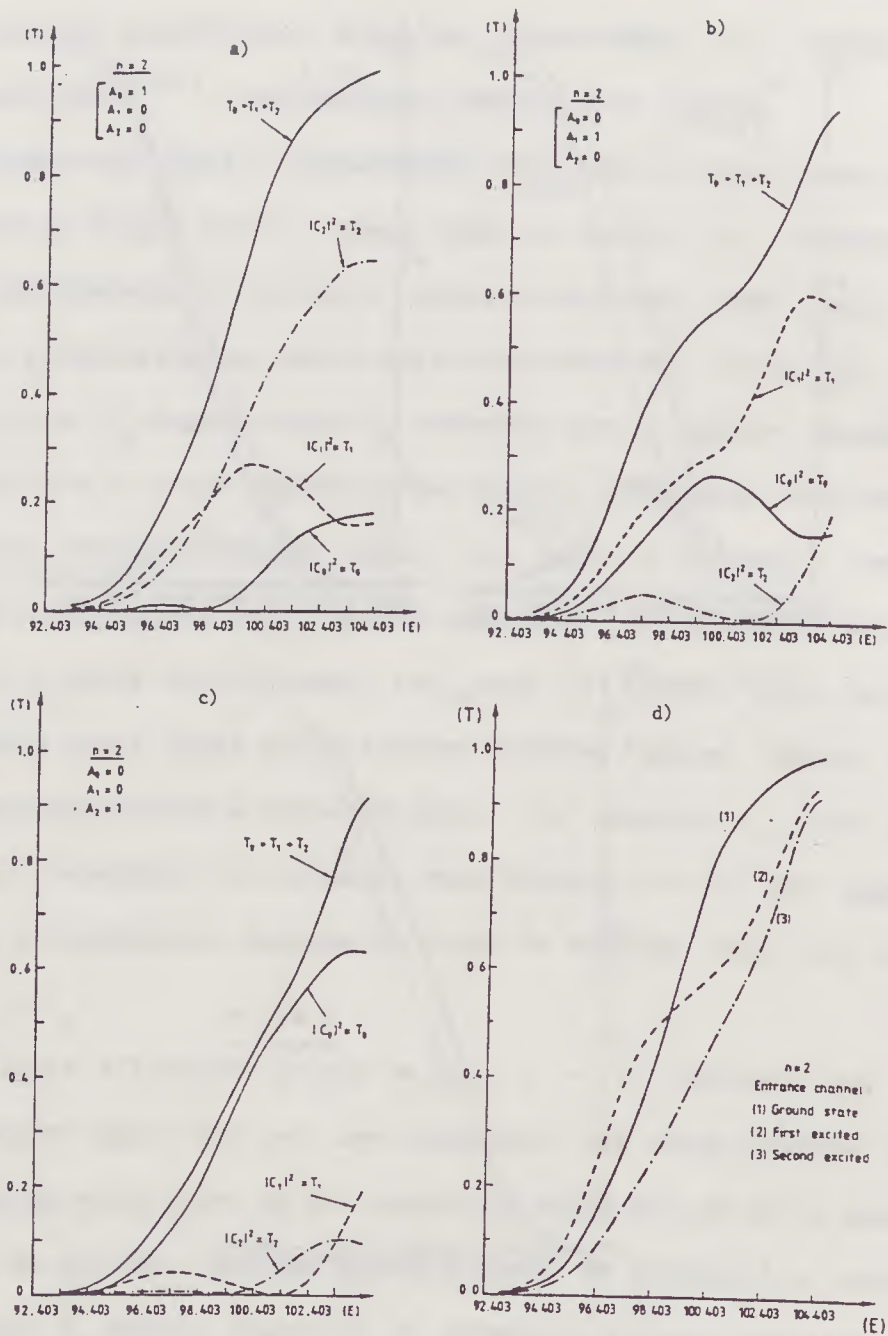 a)
(T)
n = 2
A₀ = 1
A₁ = 0
A₂ = 0
1.0
0.8
0.6
0.4
0.2
0
T₀ + T₁ + T₂
|C₂|² = T₂
|C₁|² = T₁
|C₀|² = T₀
92.403 94.403 96.403 98.403 100.403 102.403 104.403 (E)
b)
(T)
n = 2
A₀ = 0
A₁ = 1
A₂ = 0
1.0
0.8
0.6
0.4
0.2
0
T₀ + T₁ + T₂
|C₁|² = T₁
|C₀|² = T₀
|C₂|² = T₂
92.403 94.403 96.403 98.403 100.403 102.403 104.403 (E)
c)
(T)
n = 2
A₀ = 0
A₁ = 0
A₂ = 1
1.0
0.8
0.6
0.4
0.2
0
T₀ + T₁ + T₂
|C₀|² = T₀
|C₁|² = T₁
|C₂|² = T₂
92.403 94.403 96.403 98.403 100.403 102.403 (E)
d)
(T)
1.0
0.8
0.6
0.4
0.2
0.0
(1)
(2)
(3)
n = 2
Entrance channel
(1) Ground state
(2) First excited
(3) Second excited
92.403 94.403 96.403 98.403 100.403 102.403 104.403
(E)